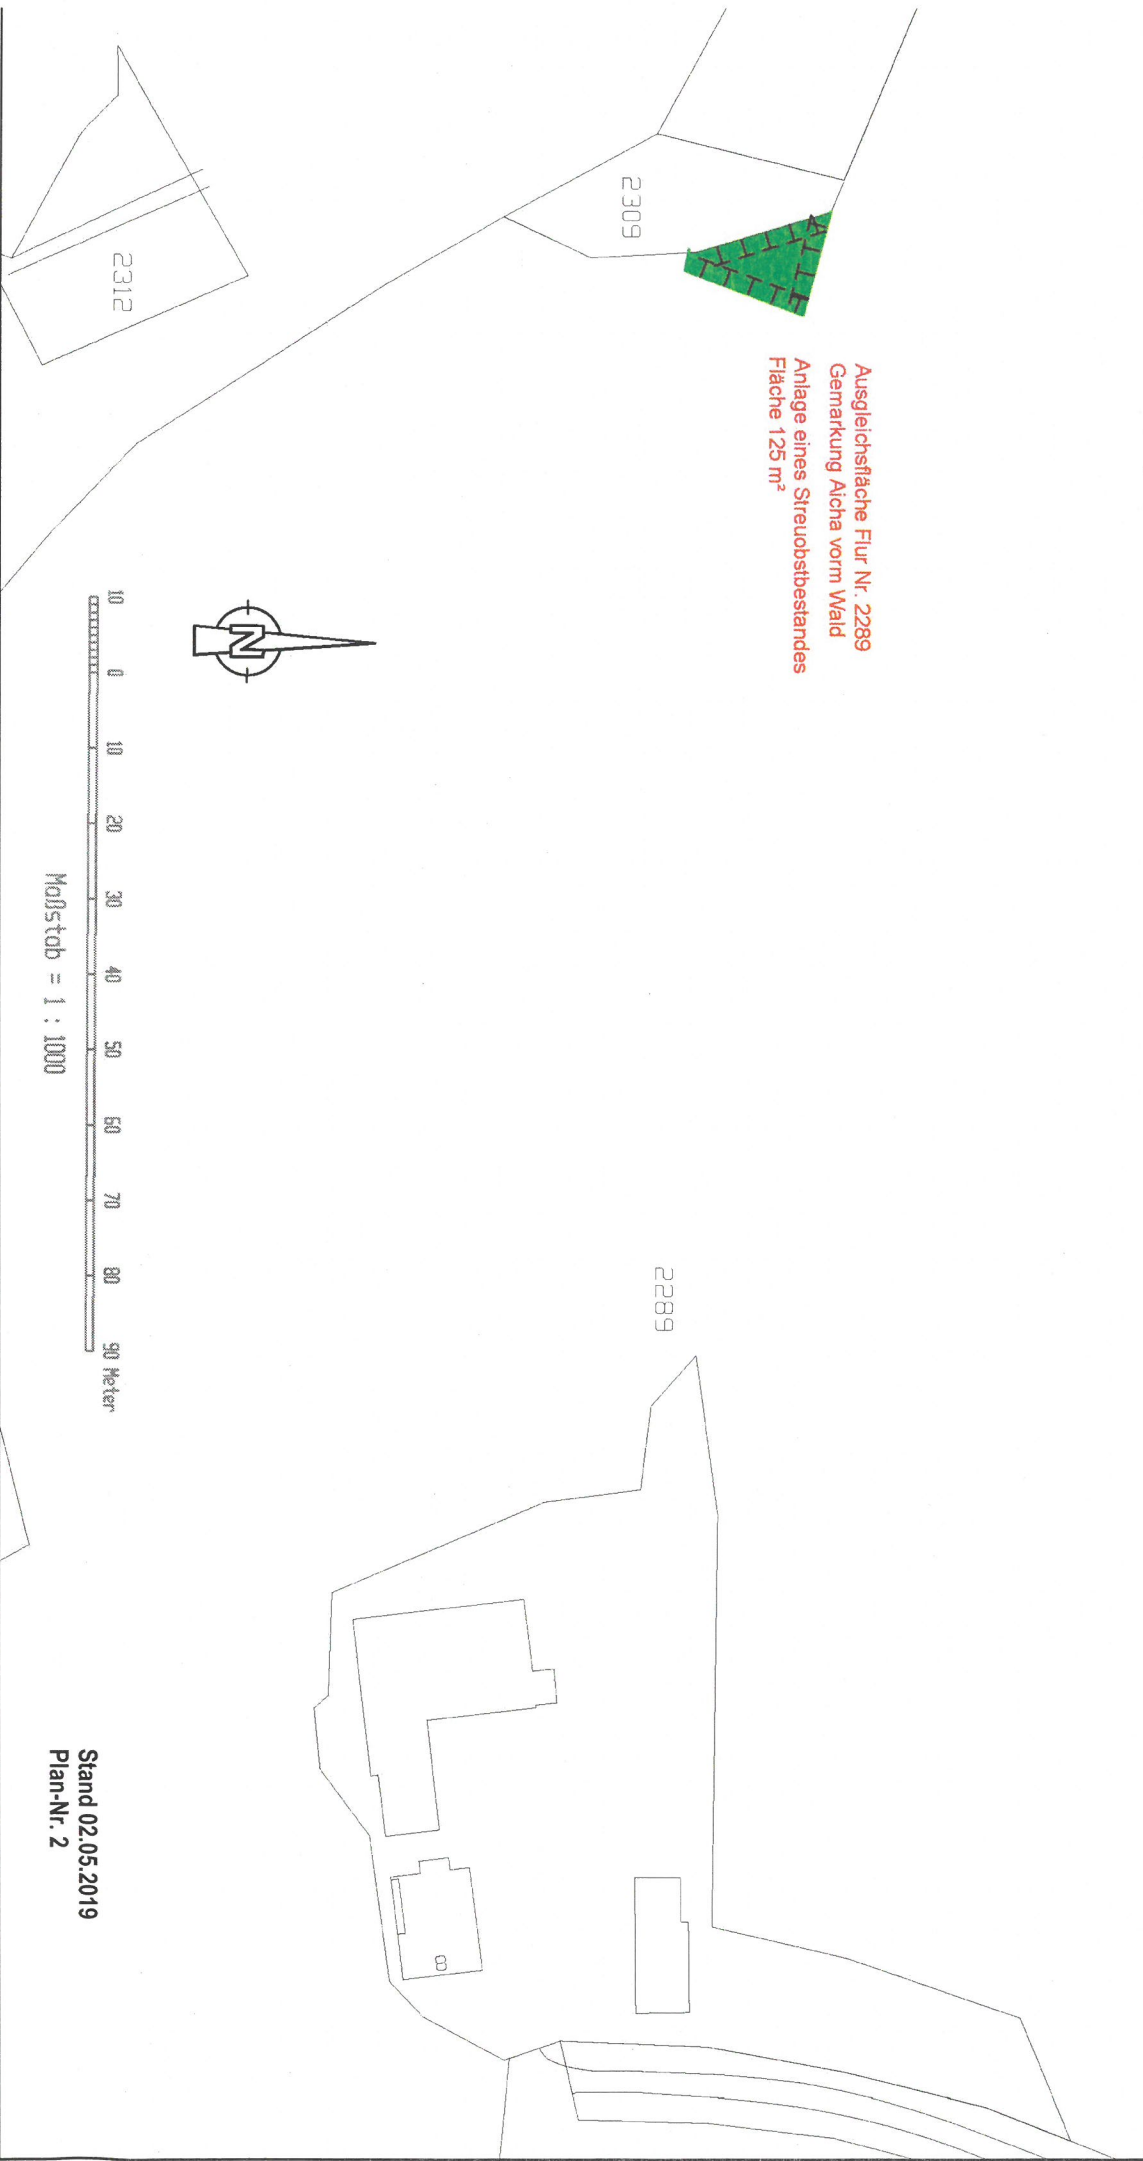 Ausgleichsfläche Flur Nr. 2289
Gemarkung Aicha vorm Wald
Anlage eines Streuobstbestandes
Fläche 125 m²
2309
2289
2312
8
N
10 0 10 20 30 40 50 60 70 80 90 Meter
Maßstab = 1 : 1000
Stand 02.05.2019
Plan-Nr. 2